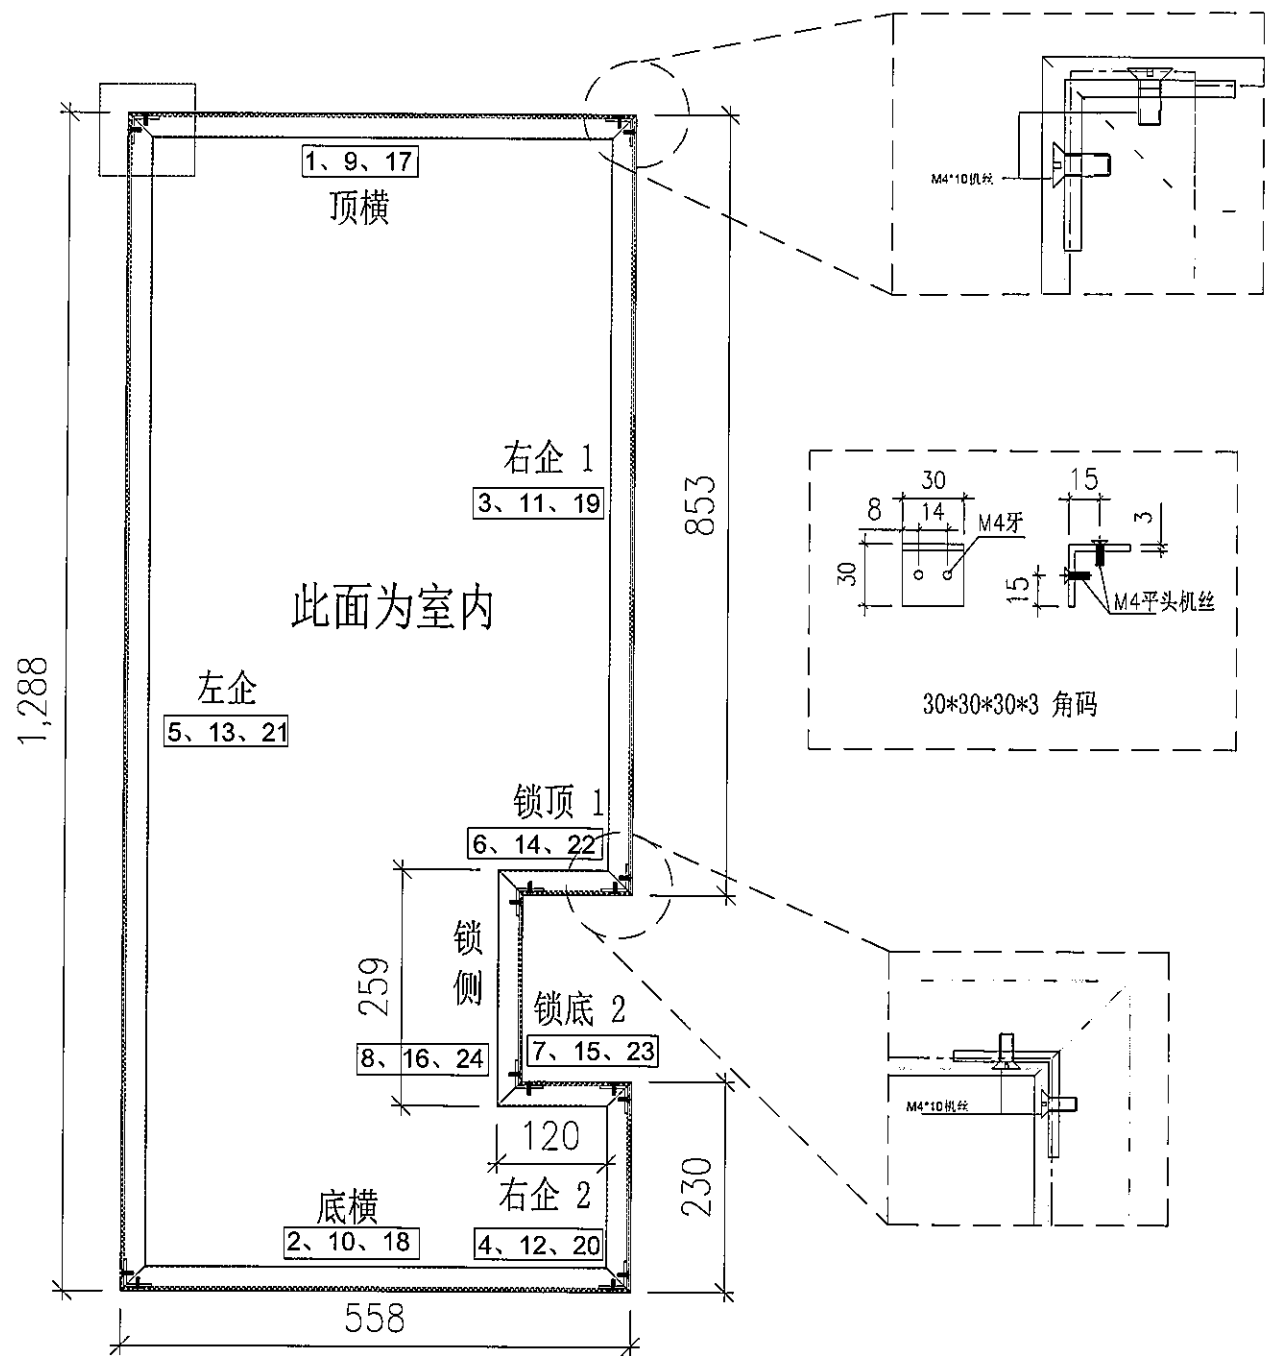 M4*10机丝
1、9、17
顶横
右企 1
3、11、19
853
30
15
8
14
M4牙
3
30
15
M4平头机丝
30*30*30*3 角码
此面为室内
1,288
左企
5、13、21
锁顶 1
6、14、22
锁
侧
259
锁底 2
8、16、24
7、15、23
M4*10机丝
120
230
底横
右企 2
2、10、18
4、12、20
558